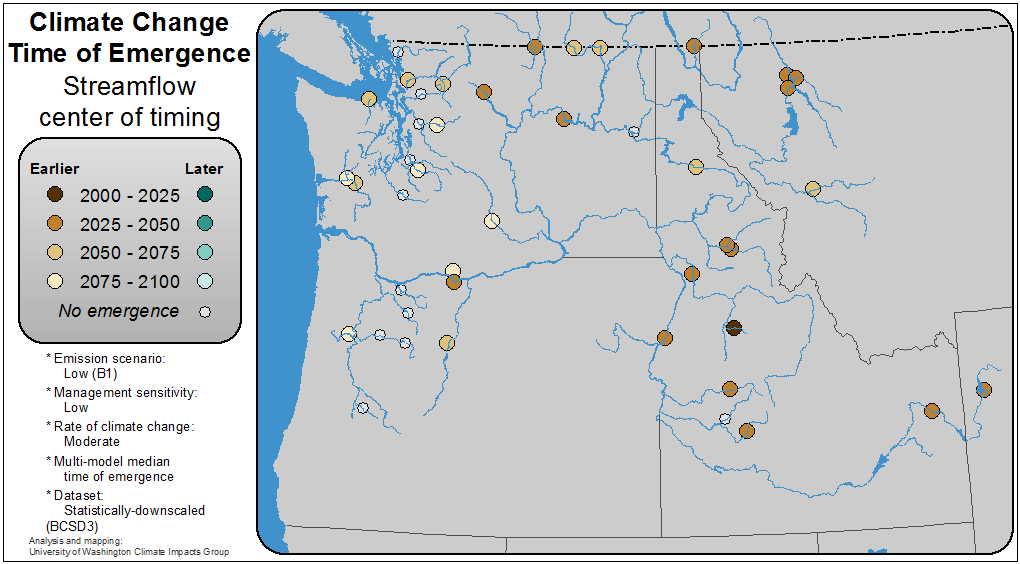 Climate Change
Time of Emergence
Streamflow
center of timing
Earlier Later
2000 - 2025
2025 - 2050
2050 - 2075
2075 - 2100
No emergence
* Emission scenario:
Low (B1)
* Management sensitivity:
Low
* Rate of climate change:
Moderate
* Multi-model median
time of emergence
* Dataset:
Statistically-downscaled
(BCSD3)
Analysis and mapping:
University of Washington Climate Impacts Group